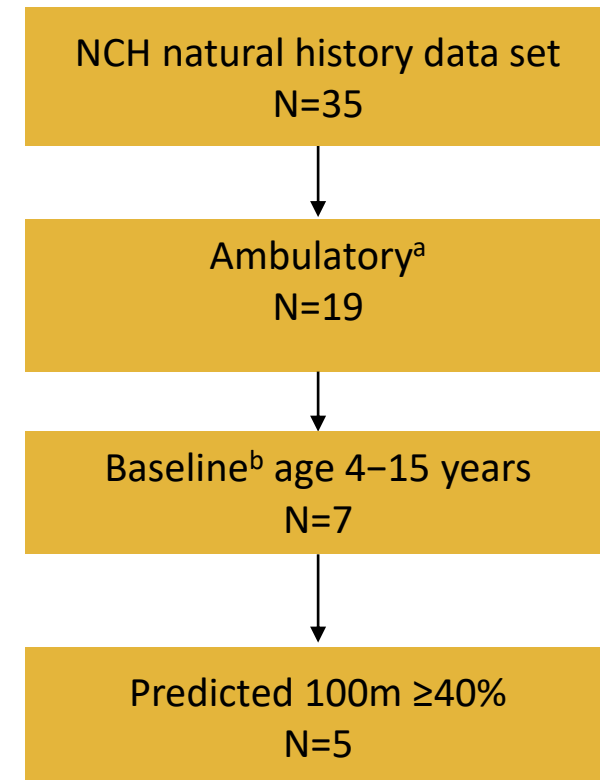 NCH natural history data set
N=35
Ambulatoryᵃ
N=19
Baselineᵇ age 4−15 years
N=7
Predicted 100m ≥40%
N=5